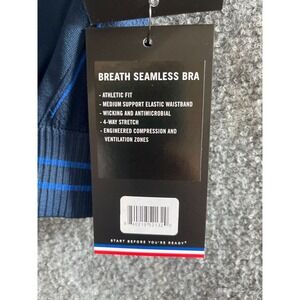 BREATH SEAMLESS BRA
- ATHLETIC FIT
- MEDIUM SUPPORT ELASTIC WAISTBAND
- WICKING AND ANTIMICROBIAL
- 4-WAY STRETCH
- ENGINEERED COMPRESSION AND
VENTILATION ZONES
START BEFORE YOU'RE READY®